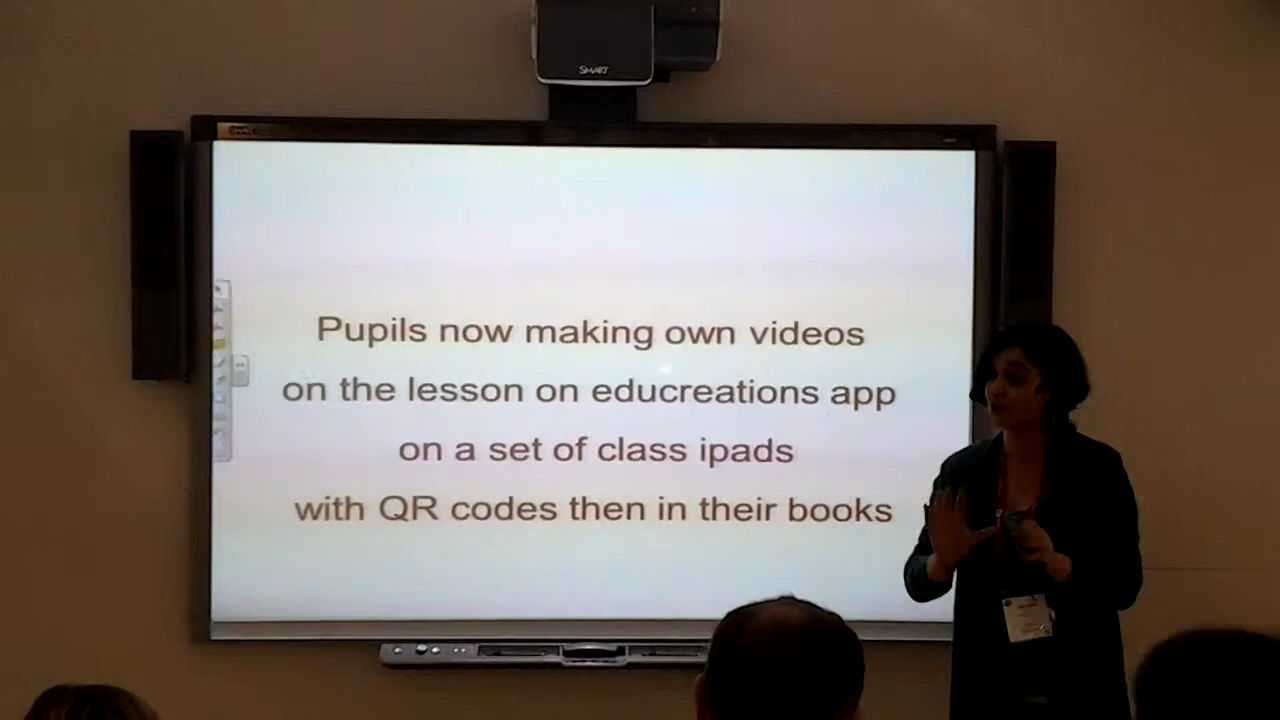 SMART
Pupils now making own videos
on the lesson on educreations app
on a set of class ipads
with QR codes then in their books